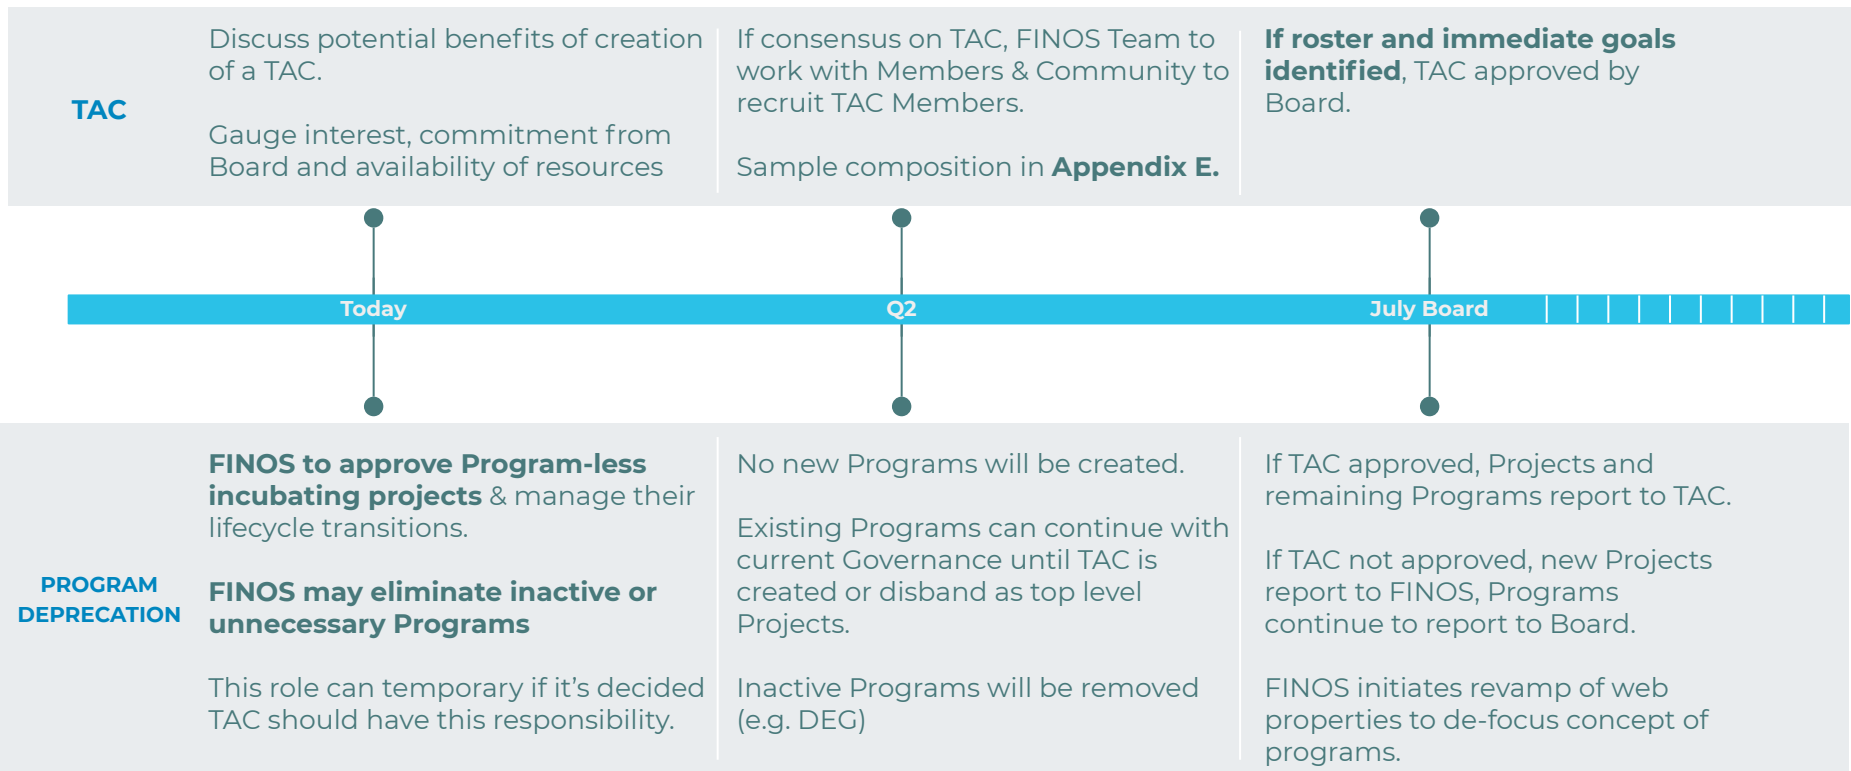 TAC
Discuss potential benefits of creation
of a TAC.
Gauge interest, commitment from
Board and availability of resources
If consensus on TAC, FINOS Team to
work with Members & Community to
recruit TAC Members.
Sample composition in Appendix E.
If roster and immediate goals
identified, TAC approved by
Board.
Today
Q2
July Board
PROGRAM
DEPRECATION
FINOS to approve Program-less
incubating projects & manage their
lifecycle transitions.
FINOS may eliminate inactive or
unnecessary Programs
This role can temporary if it’s decided
TAC should have this responsibility.
No new Programs will be created.
Existing Programs can continue with
current Governance until TAC is
created or disband as top level
Projects.
Inactive Programs will be removed
(e.g. DEG)
If TAC approved, Projects and
remaining Programs report to TAC.
If TAC not approved, new Projects
report to FINOS, Programs
continue to report to Board.
FINOS initiates revamp of web
properties to de-focus concept of
programs.